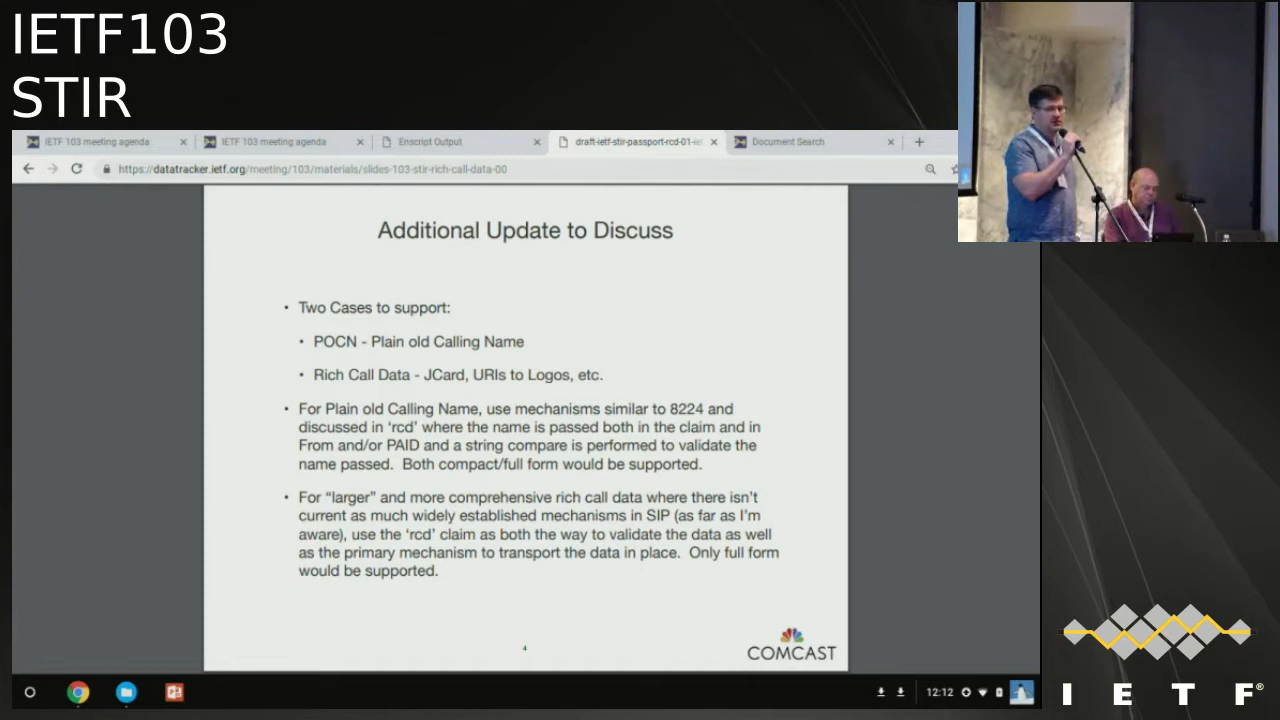 IETF103
STIR
IETF 103 meeting agenda
IETF 103 meeting agenda
Enscript Output
draft-ietf-stir-passport-rcd-01-ie
Document Search
https://datatracker.ietf.org/meeting/103/materials/slides-103-stir-rich-call-data-00
Additional Update to Discuss
• Two Cases to support:
• POCN - Plain old Calling Name
• Rich Call Data - JCard, URIs to Logos, etc.
• For Plain old Calling Name, use mechanisms similar to 8224 and
discussed in ‘rcd’ where the name is passed both in the claim and in
From and/or PAID and a string compare is performed to validate the
name passed. Both compact/full form would be supported.
• For “larger” and more comprehensive rich call data where there isn’t
current as much widely established mechanisms in SIP (as far as I’m
aware), use the ‘rcd’ claim as both the way to validate the data as well
as the primary mechanism to transport the data in place. Only full form
would be supported.
4
COMCAST
12:12
I E T F®